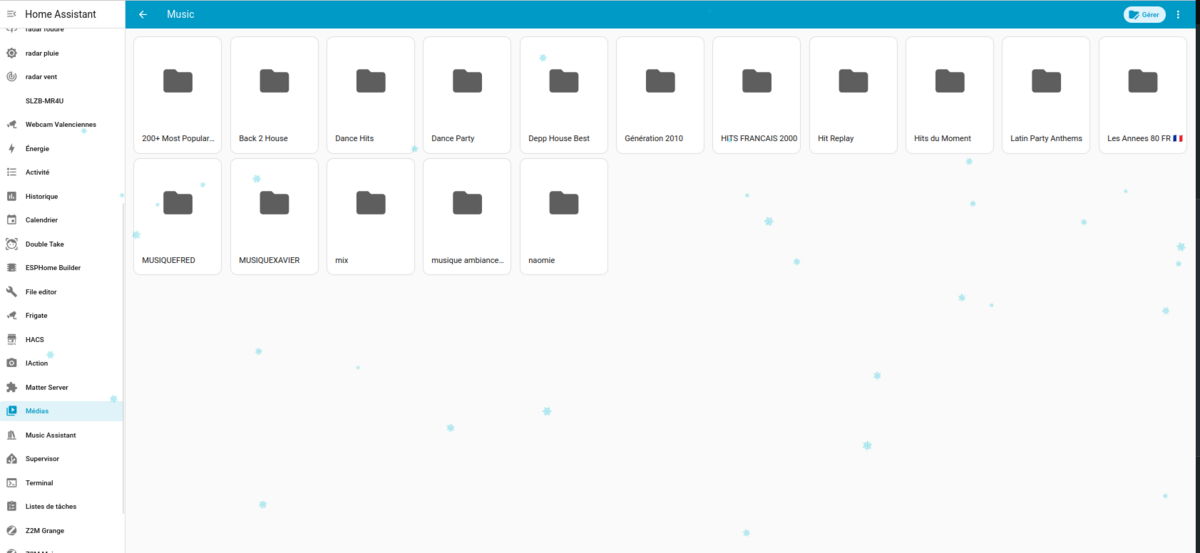 Home Assistant
Music
Gérer
radar foudre
radar pluie
radar vent
SLZB-MR4U
Webcam Valenciennes
Énergie
Activité
Historique
Calendrier
Double Take
ESPHome Builder
File editor
Frigate
HACS
IAction
Matter Server
Médias
Music Assistant
Supervisor
Terminal
Listes de tâches
Z2M Grange
200+ Most Popular...
Back 2 House
Dance Hits
Dance Party
Depp House Best
Génération 2010
HITS FRANCAIS 2000
Hit Replay
Hits du Moment
Latin Party Anthems
Les Annees 80 FR 🇫🇷
MUSIQUEFRED
MUSIQUEXAVIER
mix
musique ambiance...
naomie